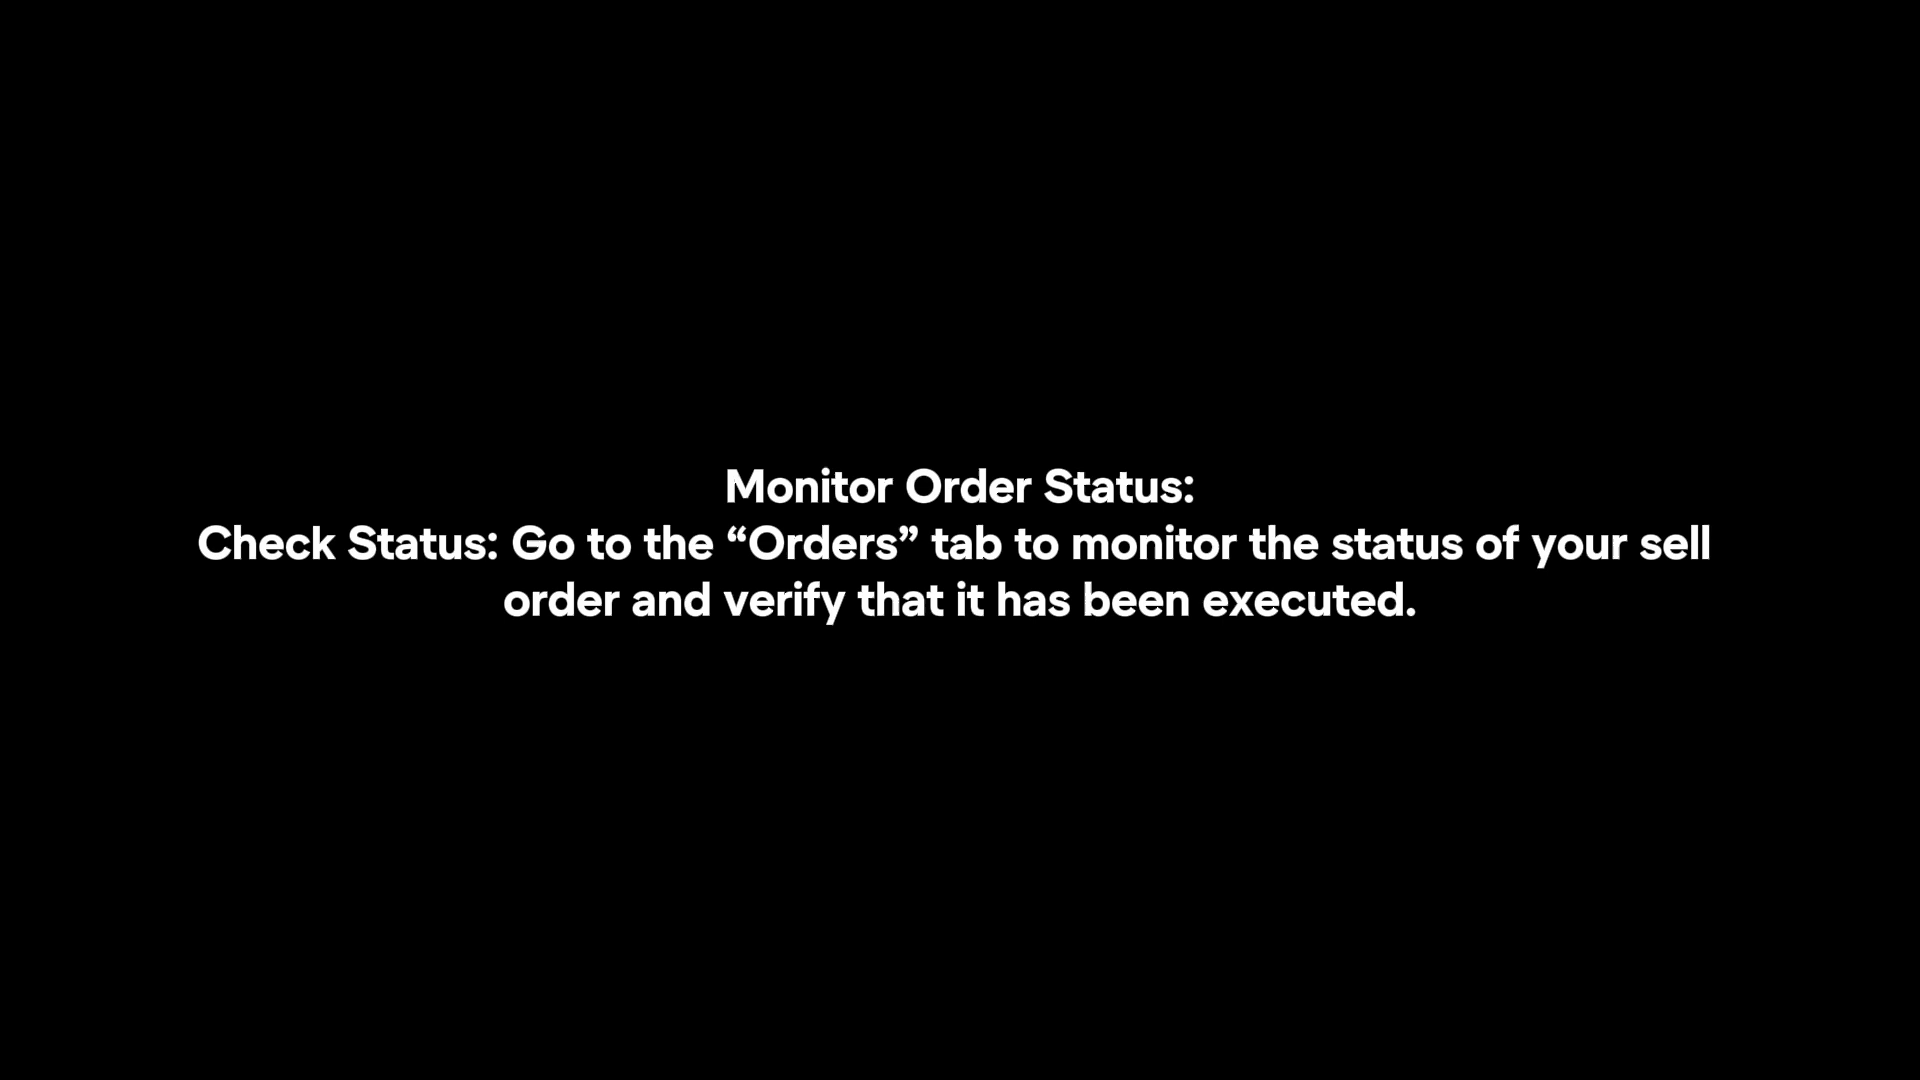 Monitor Order Status:
Check Status: Go to the “Orders” tab to monitor the status of your sell
order and verify that it has been executed.